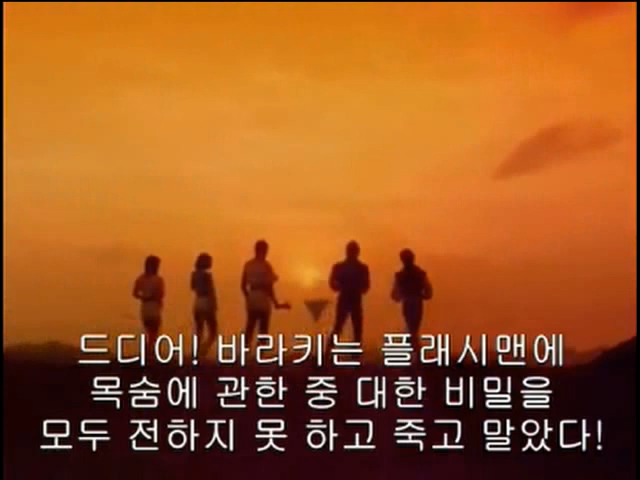 드디어! 바라키는 플래시맨에
목숨에 관한 중 대한 비밀을
모두 전하지 못 하고 죽고 말았다!